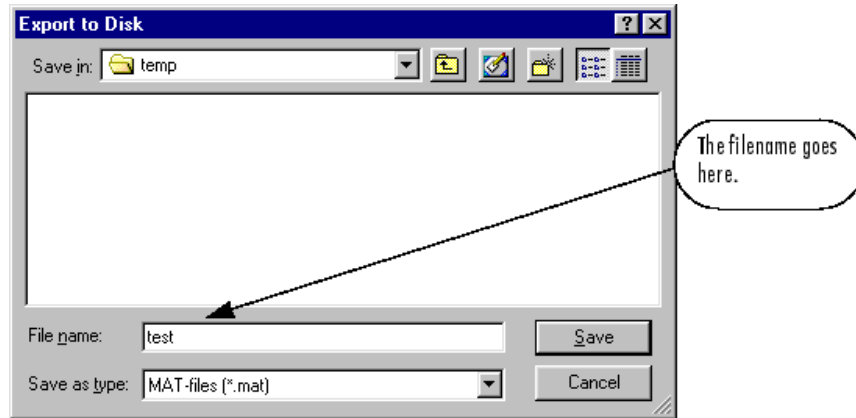 Export to Disk
Save in: temp
The filename goes
here.
File name: test
Save
Save as type: MAT-files (*.mat)
Cancel